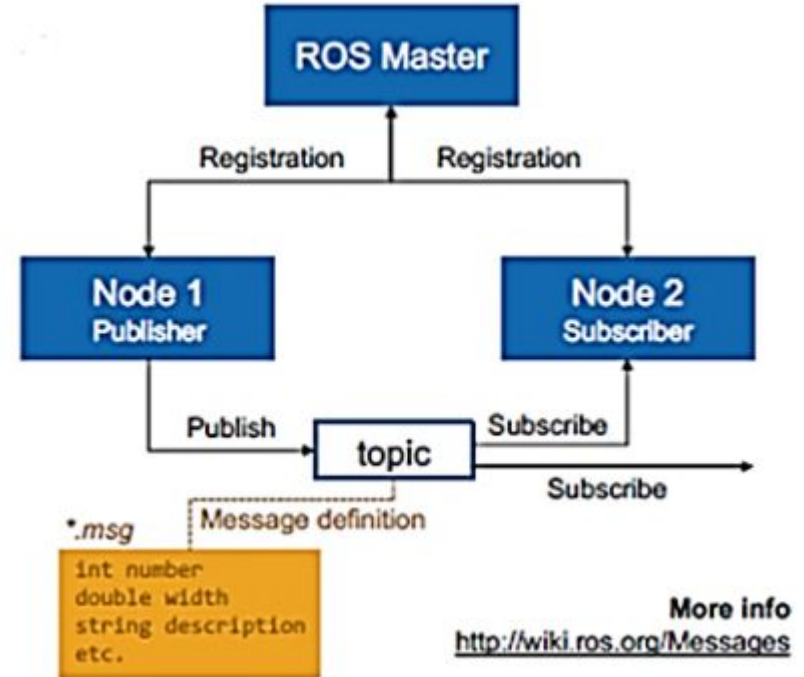 ROS Master
Registration
Registration
Node 1
Publisher
Node 2
Subscriber
Publish
topic
Subscribe
Subscribe
Message definition
*.msg
int number
double width
string description
etc.
More info
http://wiki.ros.org/Messages